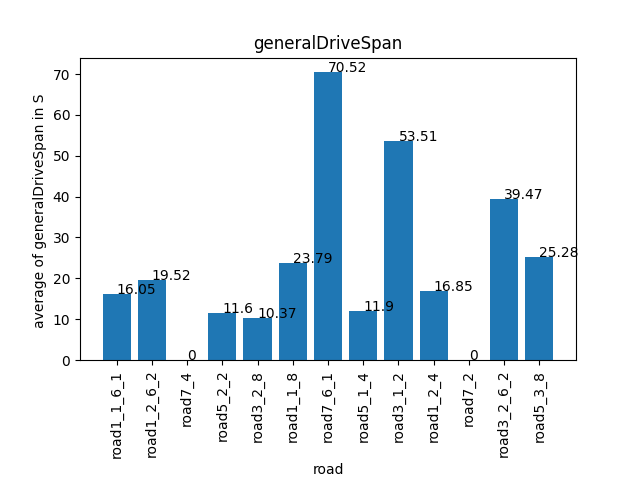 generalDriveSpan
average of generalDriveSpan in S
70
60
50
40
30
20
10
0
16.05
19.52
0
11.6
10.37
23.79
70.52
11.9
53.51
16.85
0
39.47
25.28
road1_1_6_1
road1_2_6_2
road7_4
road5_2_2
road3_2_8
road1_1_8
road7_6_1
road5_1_4
road3_1_2
road1_2_4
road7_2
road3_2_6_2
road5_3_8
road